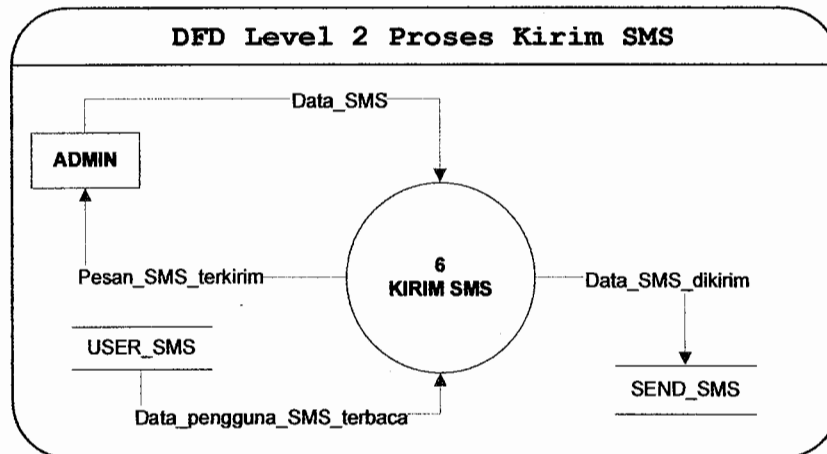 DFD Level 2 Proses Kirim SMS
Data_SMS
ADMIN
6
KIRIM SMS
Pesan_SMS_terkirim
Data_SMS_dikirim
USER_SMS
SEND_SMS
Data_pengguna_SMS_terbaca